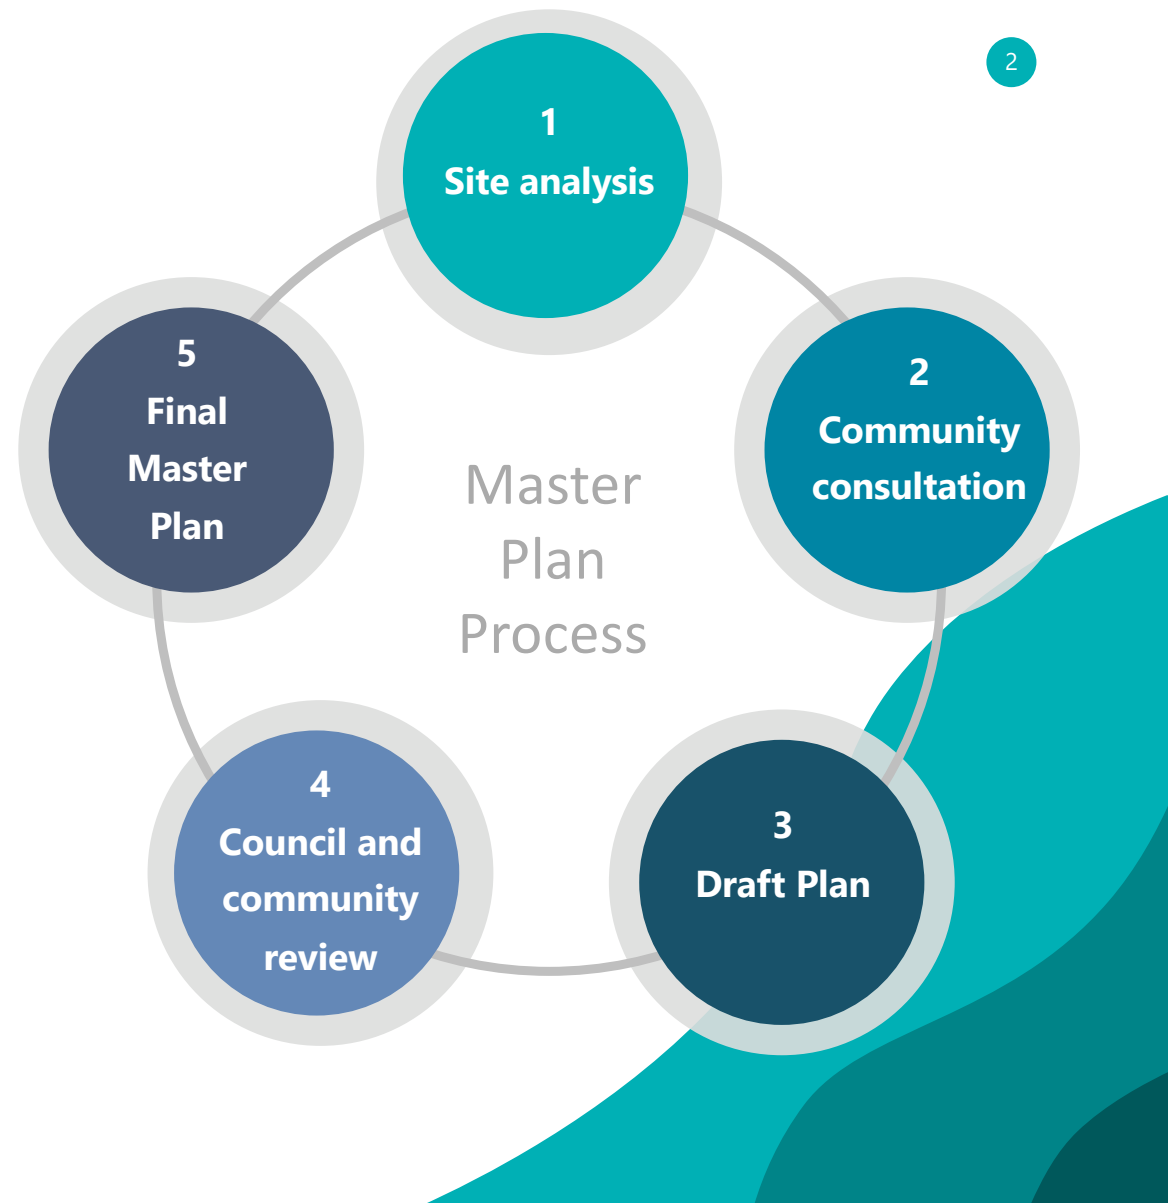 2
1
Site analysis
2
Community
consultation
3
Draft Plan
4
Council and
community
review
5
Final
Master
Plan
Master
Plan
Process